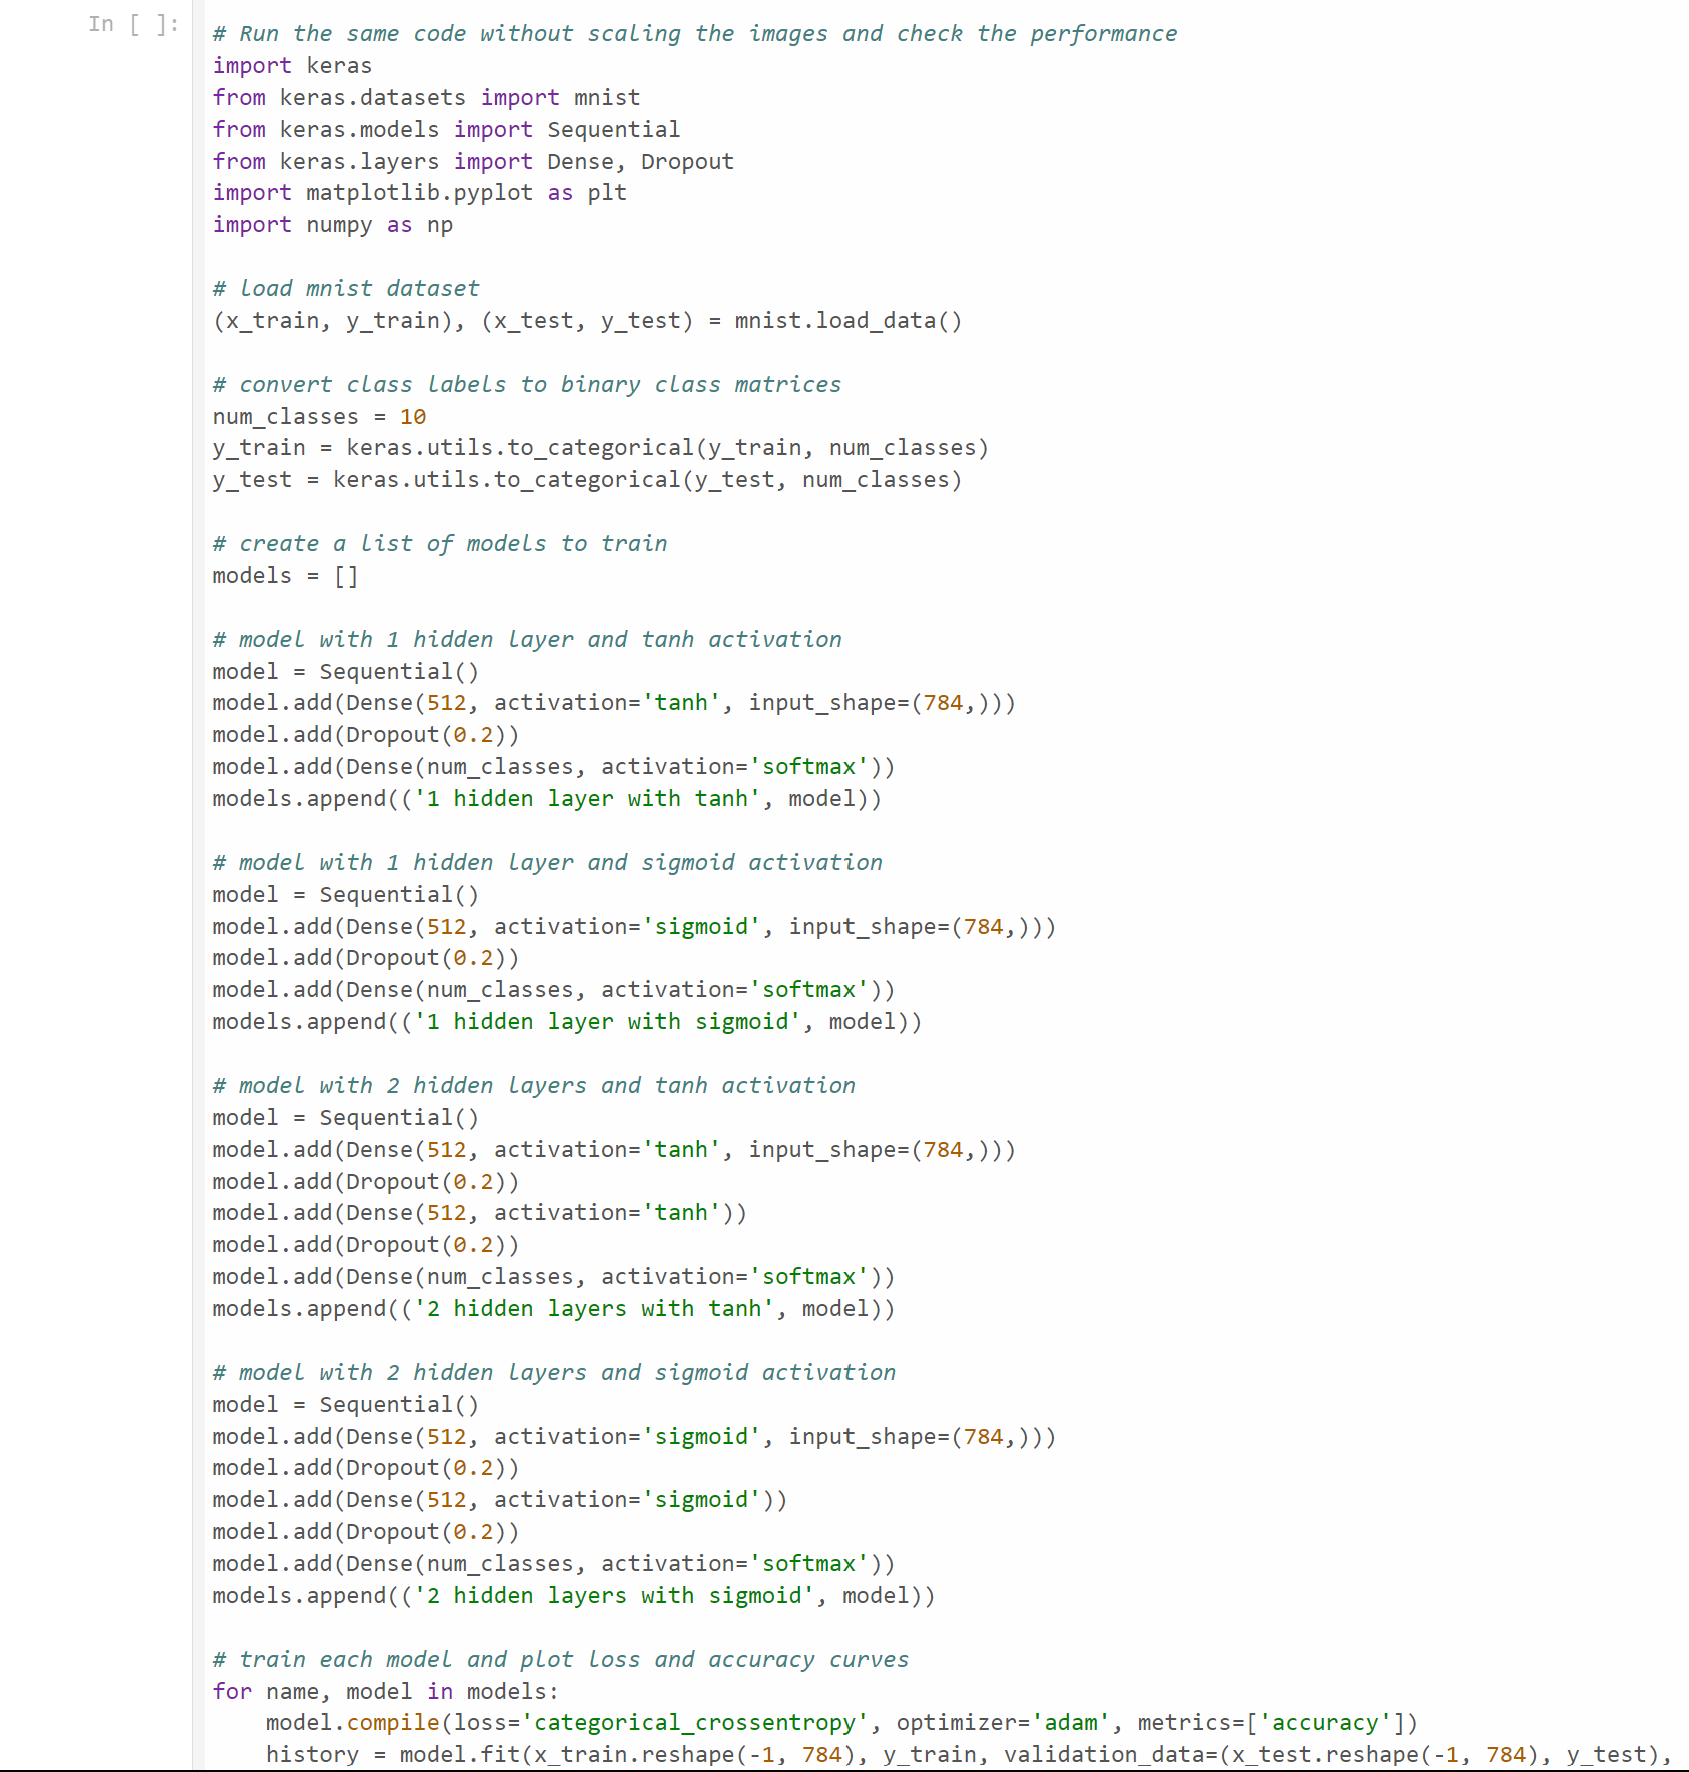 In [ ]:
# Run the same code without scaling the images and check the performance
import keras
from keras.datasets import mnist
from keras.models import Sequential
from keras.layers import Dense, Dropout
import matplotlib.pyplot as plt
import numpy as np

# load mnist dataset
(x_train, y_train), (x_test, y_test) = mnist.load_data()

# convert class labels to binary class matrices
num_classes = 10
y_train = keras.utils.to_categorical(y_train, num_classes)
y_test = keras.utils.to_categorical(y_test, num_classes)

# create a list of models to train
models = []

# model with 1 hidden layer and tanh activation
model = Sequential()
model.add(Dense(512, activation='tanh', input_shape=(784,)))
model.add(Dropout(0.2))
model.add(Dense(num_classes, activation='softmax'))
models.append(('1 hidden layer with tanh', model))

# model with 1 hidden layer and sigmoid activation
model = Sequential()
model.add(Dense(512, activation='sigmoid', input_shape=(784,)))
model.add(Dropout(0.2))
model.add(Dense(num_classes, activation='softmax'))
models.append(('1 hidden layer with sigmoid', model))

# model with 2 hidden layers and tanh activation
model = Sequential()
model.add(Dense(512, activation='tanh', input_shape=(784,)))
model.add(Dropout(0.2))
model.add(Dense(512, activation='tanh'))
model.add(Dropout(0.2))
model.add(Dense(num_classes, activation='softmax'))
models.append(('2 hidden layers with tanh', model))

# model with 2 hidden layers and sigmoid activation
model = Sequential()
model.add(Dense(512, activation='sigmoid', input_shape=(784,)))
model.add(Dropout(0.2))
model.add(Dense(512, activation='sigmoid'))
model.add(Dropout(0.2))
model.add(Dense(num_classes, activation='softmax'))
models.append(('2 hidden layers with sigmoid', model))

# train each model and plot loss and accuracy curves
for name, model in models:
    model.compile(loss='categorical_crossentropy', optimizer='adam', metrics=['accuracy'])
    history = model.fit(x_train.reshape(-1, 784), y_train, validation_data=(x_test.reshape(-1, 784), y_test),